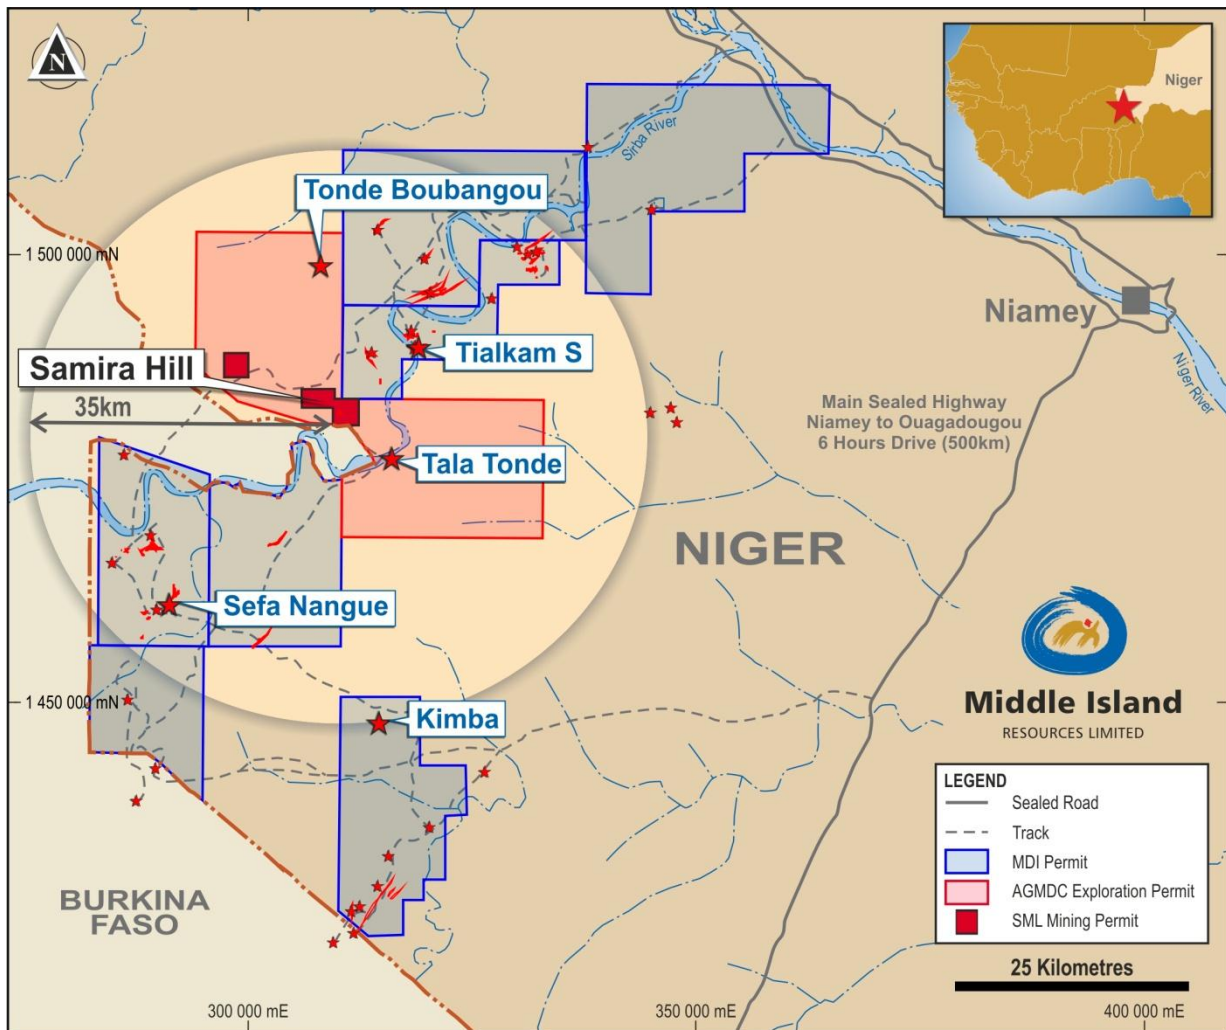 N
Niger
Sirba River
Tonde Boubangou
1 500 000 mN
Niamey
Niger River
Tialkam S
Samira Hill
35km
Main Sealed Highway
Niamey to Ouagadougou
6 Hours Drive (500km)
Tala Tonde
NIGER
Sefa Nangue
1 450 000mN
Kimba
Middle Island
RESOURCES LIMITED
LEGEND
Sealed Road
Track
MDI Permit
AGMDC Exploration Permit
SML Mining Permit
BURKINA
FASO
25 Kilometres
300 000 mE
350 000 mE
400 000 mE